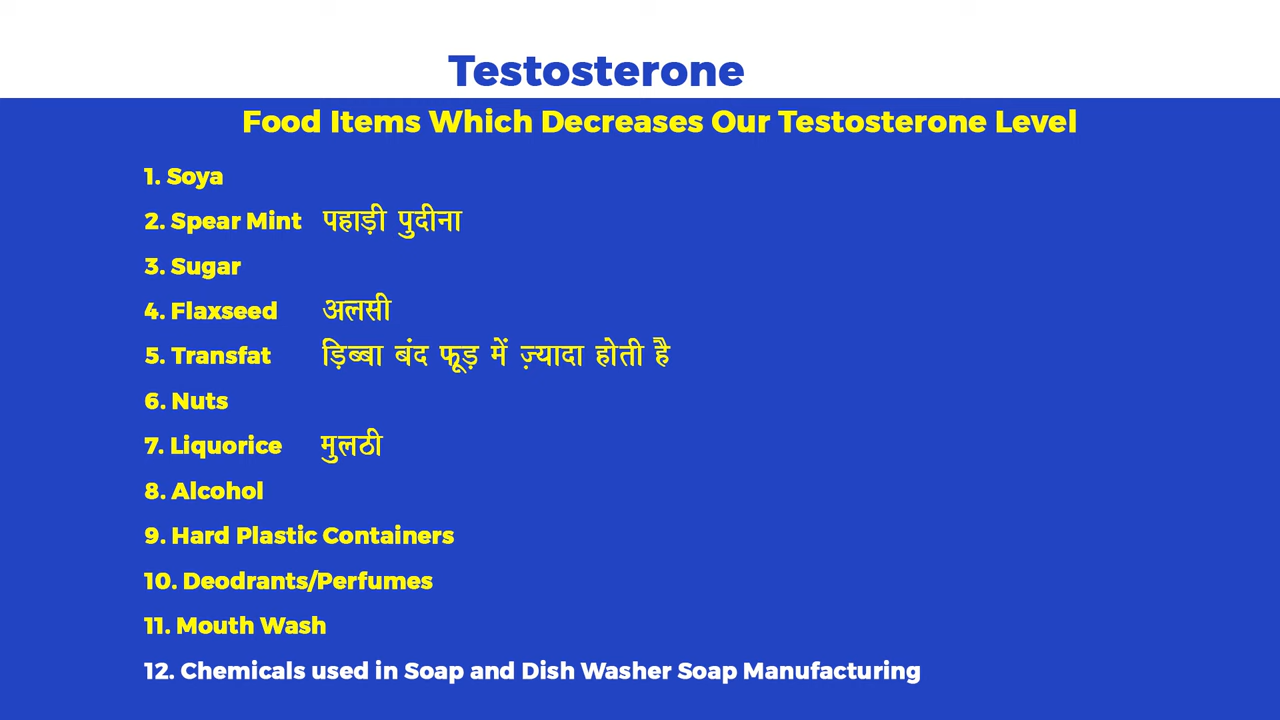 Testosterone
Food Items Which Decreases Our Testosterone Level
1. Soya
2. Spear Mint पहाड़ी पुदीना
3. Sugar
4. Flaxseed अलसी
5. Transfat ड़िब्बा बंद फूड़ में ज़्यादा होती है
6. Nuts
7. Liquorice मुलठी
8. Alcohol
9. Hard Plastic Containers
10. Deodrants/Perfumes
11. Mouth Wash
12. Chemicals used in Soap and Dish Washer Soap Manufacturing